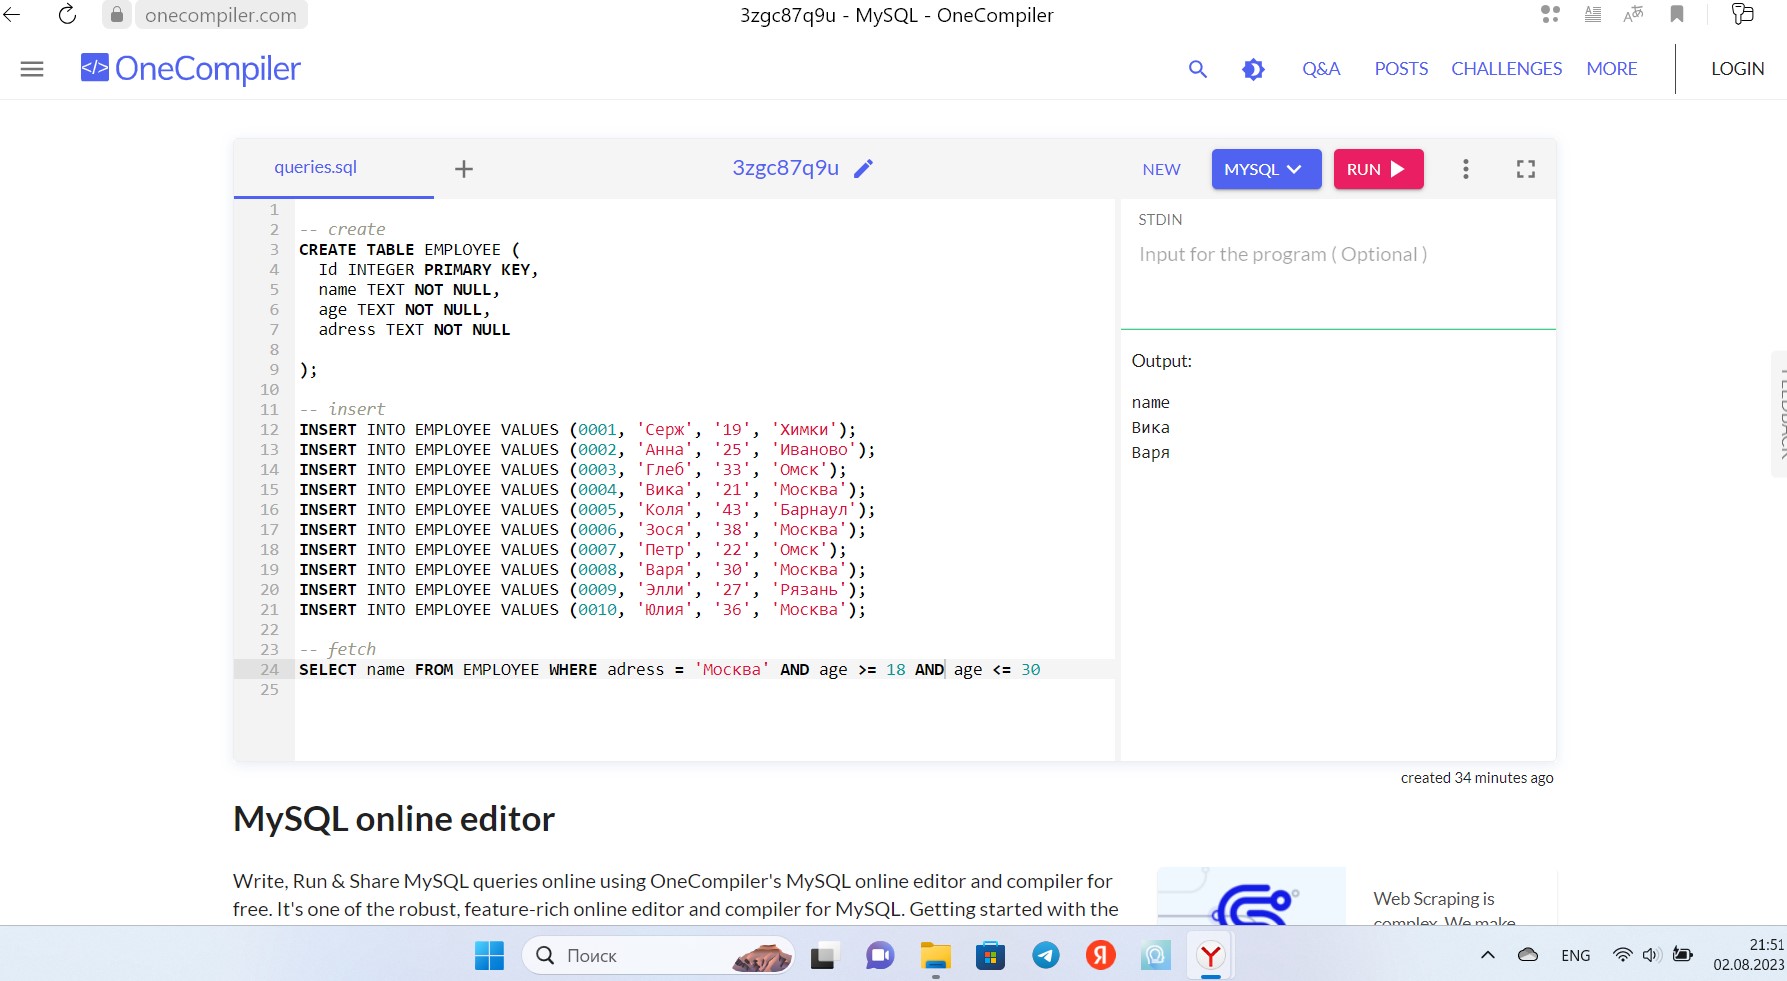 onecompiler.com
3zgc87q9u - MySQL - OneCompiler
</> OneCompiler
Q&A POSTS CHALLENGES MORE LOGIN
queries.sql
3zgc87q9u
NEW MYSQL RUN
1
2 -- create
3 CREATE TABLE EMPLOYEE (
4 Id INTEGER PRIMARY KEY,
5 name TEXT NOT NULL,
6 age TEXT NOT NULL,
7 adress TEXT NOT NULL
8
9 );
10
11 -- insert
12 INSERT INTO EMPLOYEE VALUES (0001, 'Серж', '19', 'Химки');
13 INSERT INTO EMPLOYEE VALUES (0002, 'Анна', '25', 'Иваново');
14 INSERT INTO EMPLOYEE VALUES (0003, 'Глеб', '33', 'Омск');
15 INSERT INTO EMPLOYEE VALUES (0004, 'Вика', '21', 'Москва');
16 INSERT INTO EMPLOYEE VALUES (0005, 'Коля', '43', 'Барнаул');
17 INSERT INTO EMPLOYEE VALUES (0006, 'Зося', '38', 'Москва');
18 INSERT INTO EMPLOYEE VALUES (0007, 'Петр', '22', 'Омск');
19 INSERT INTO EMPLOYEE VALUES (0008, 'Варя', '30', 'Москва');
20 INSERT INTO EMPLOYEE VALUES (0009, 'Элли', '27', 'Рязань');
21 INSERT INTO EMPLOYEE VALUES (0010, 'Юлия', '36', 'Москва');
22
23 -- fetch
24 SELECT name FROM EMPLOYEE WHERE adress = 'Москва' AND age >= 18 AND age <= 30
25
STDIN
Input for the program ( Optional )
Output:
name
Вика
Варя
FEEDBACK
created 34 minutes ago
MySQL online editor
Write, Run & Share MySQL queries online using OneCompiler's MySQL online editor and compiler for
free. It's one of the robust, feature-rich online editor and compiler for MySQL. Getting started with the
Web Scraping is
complex. We make
Поиск
Я
Y
ENG
21:51
02.08.2023